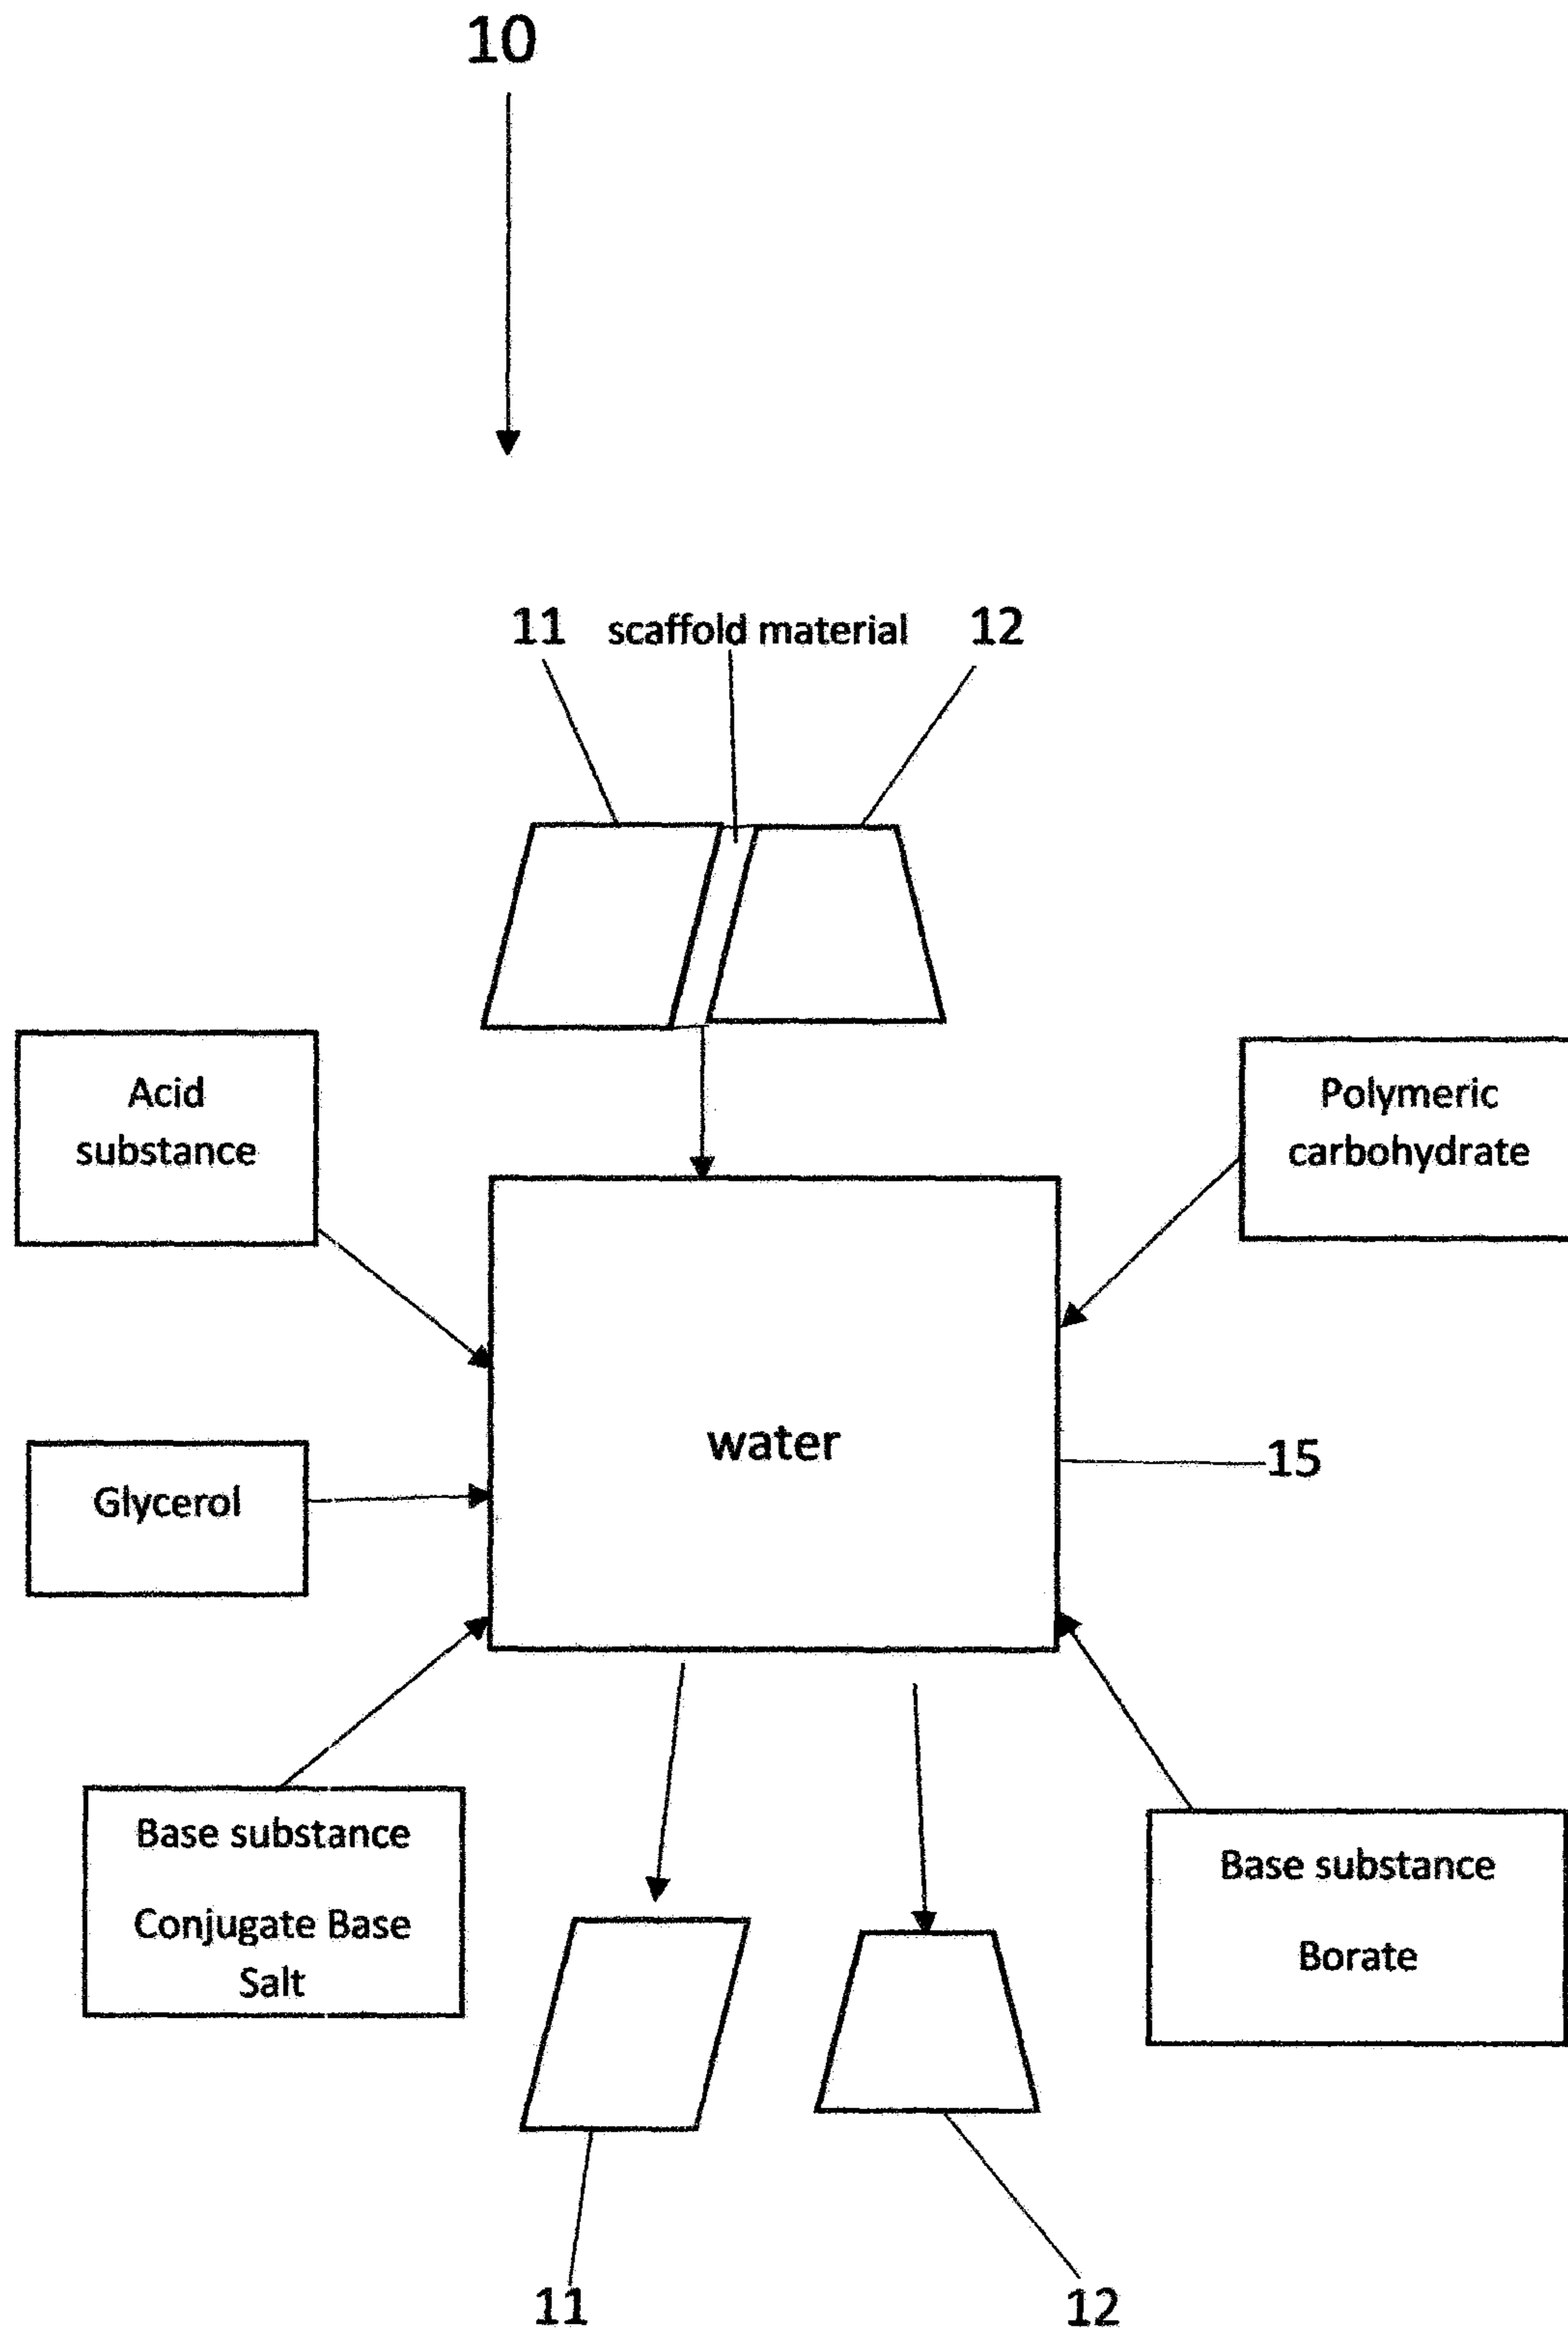 10
11 scaffold material 12
Acid
substance
Polymeric
carbohydrate
water
15
Glycerol
Base substance
Conjugate Base
Salt
Base substance
Borate
11
12